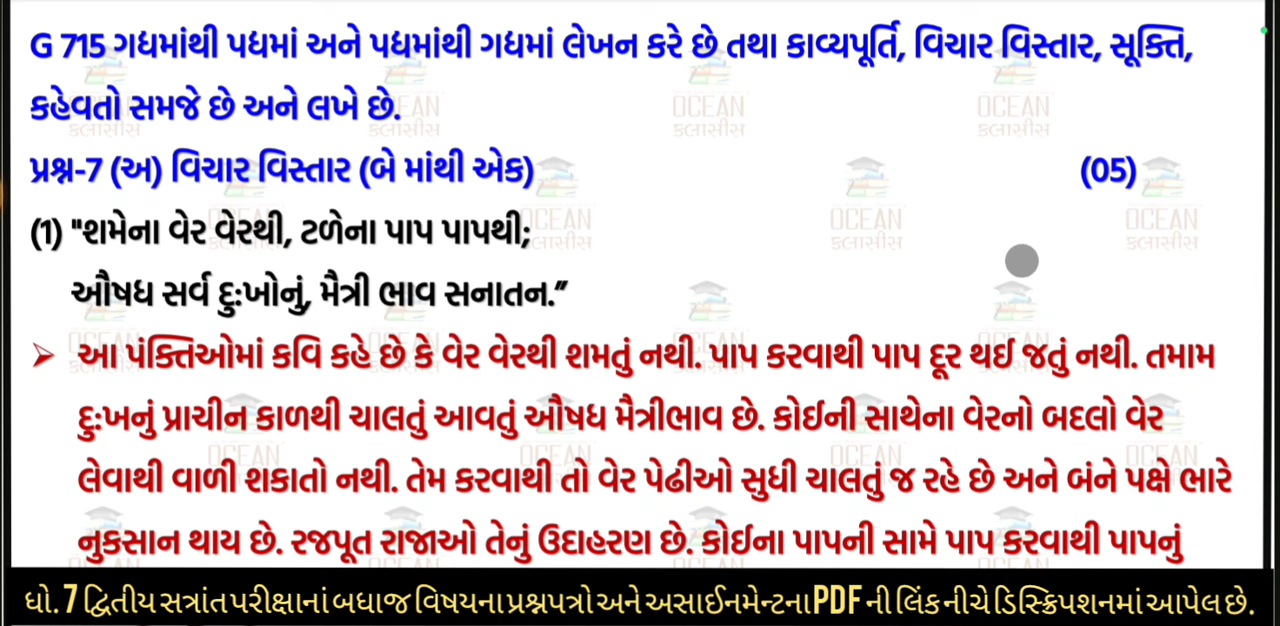 G 715 ગદ્યમાંથી પદ્યમાં અને પદ્યમાંથી ગદ્યમાં લેખન કરે છે તથા કાવ્યપૂર્તિ, વિચાર વિસ્તાર, સૂક્તિ,
કહેવતો સમજે છે અને લખે છે.
પ્રશ્ન-7 (અ) વિચાર વિસ્તાર (બે માંથી એક) (05)
(1) "શમેના વેર વેરથી, ટળેના પાપ પાપથી;
ઔષધ સર્વ દુઃખોનું, મૈત્રી ભાવ સનાતન.”
➢ આ પંક્તિઓમાં કવિ કહે છે કે વેર વેરથી શમતું નથી. પાપ કરવાથી પાપ દૂર થઈ જતું નથી. તમામ
દુઃખનું પ્રાચીન કાળથી ચાલતું આવતું ઔષધ મૈત્રીભાવ છે. કોઈની સાથેના વેરનો બદલો વેર
લેવાથી વાળી શકાતો નથી. તેમ કરવાથી તો વેર પેઢીઓ સુધી ચાલતું જ રહે છે અને બંને પક્ષે ભારે
નુકસાન થાય છે. રજપૂત રાજાઓ તેનું ઉદાહરણ છે. કોઈના પાપની સામે પાપ કરવાથી પાપનું
ધો. 7 દ્વિતીય સત્રાંત પરીક્ષાનાં બધા જ વિષયના પ્રશ્નપત્રો અને અસાઈનમેન્ટના PDF ની લિંક નીચે ડિસ્ક્રિપશનમાં આપેલ છે.